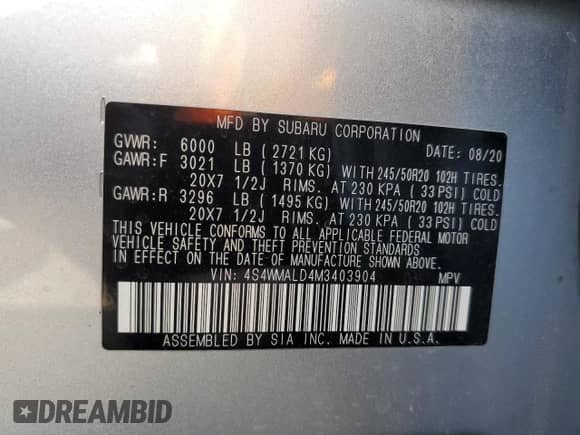 MFD BY SUBARU CORPORATION
GVWR: 6000 LB ( 2721 KG) DATE: 08/20
GAWR:F 3021 LB ( 1370 KG) WITH 245/50R20 102H TIRES.
20X7 1/2J RIMS. AT 230 KPA ( 33 PSI) COLD
GAWR:R 3296 LB ( 1495 KG) WITH 245/50R20 102H TIRES.
20X7 1/2J RIMS. AT 230 KPA ( 33 PSI) COLD
THIS VEHICLE CONFORMS TO ALL APPLICABLE FEDERAL MOTOR
VEHICLE SAFETY AND THEFT PREVENTION STANDARDS
IN EFFECT ON THE DATE OF MANUFACTURE SHOWN ABOVE.
VIN: 4S4WMALD4M3403904 MPV
ASSEMBLED BY SIA INC. MADE IN U.S.A.
DREAMBID